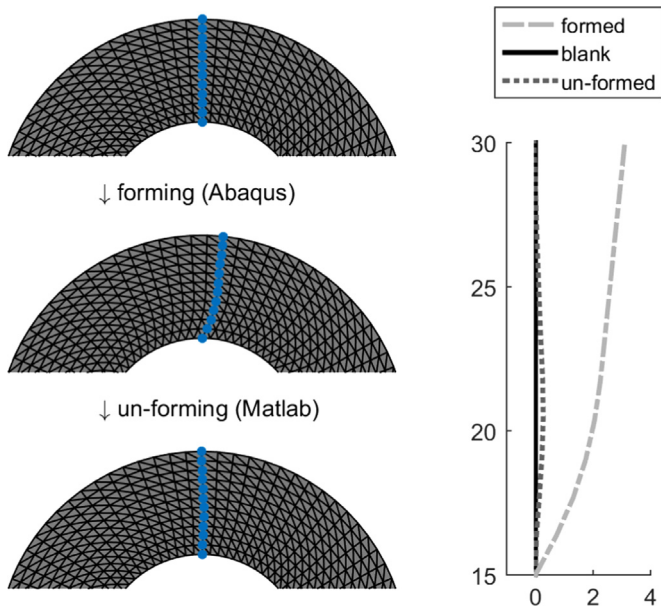 ↓ forming (Abaqus)
↓ un-forming (Matlab)
formed
blank
un-formed
30
25
20
15
0 2 4